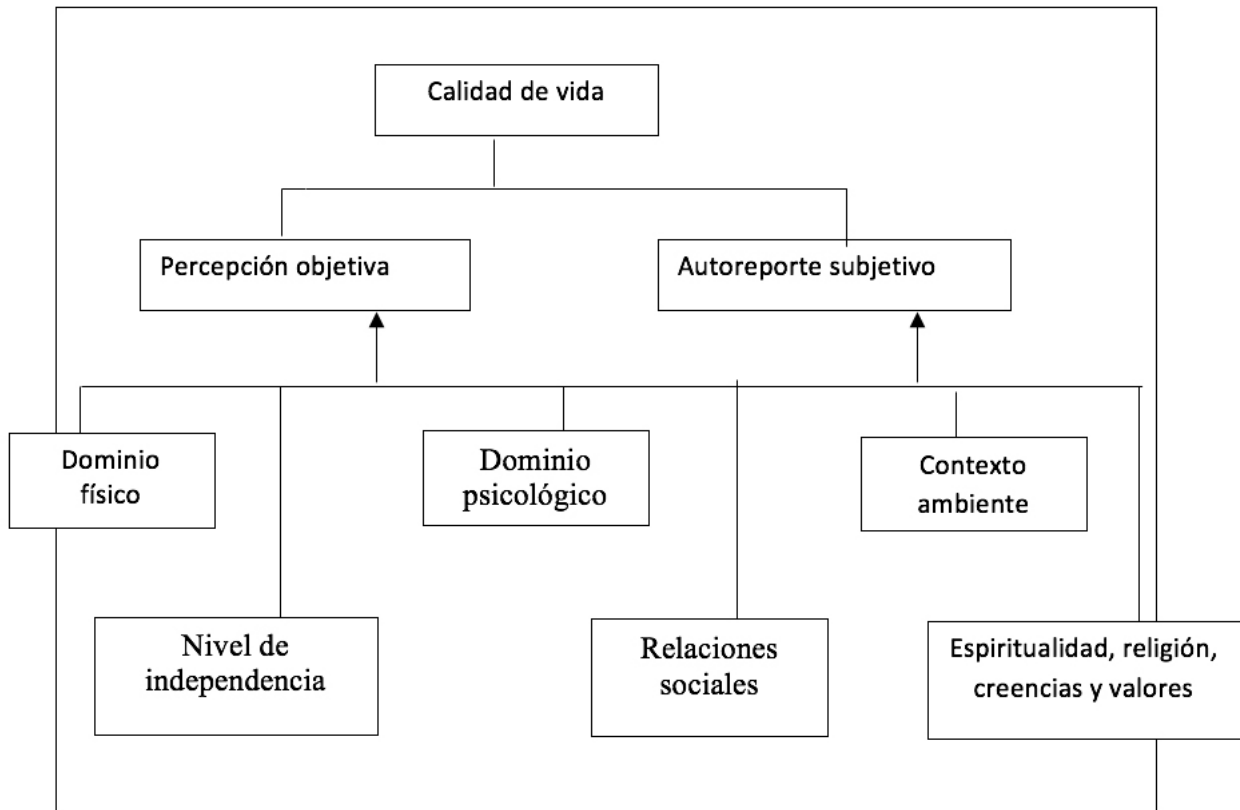 Calidad de vida
Percepción objetiva
Autoreporte subjetivo
Dominio
físico
Dominio
psicológico
Contexto
ambiente
Nivel de
independencia
Relaciones
sociales
Espiritualidad, religión,
creencias y valores